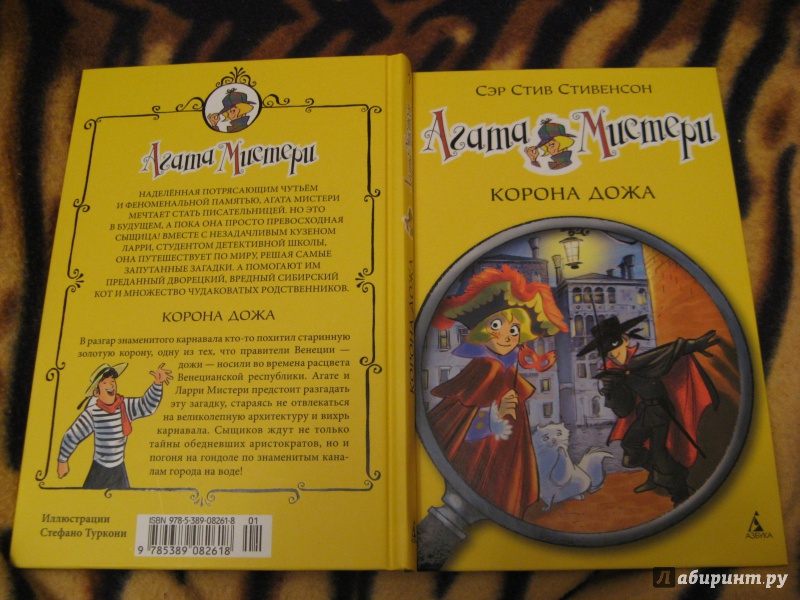 Агата Мистери
НАДЕЛЁННАЯ ПОТРЯСАЮЩИМ ЧУТЬЁМ
И ФЕНОМЕНАЛЬНОЙ ПАМЯТЬЮ, АГАТА МИСТЕРИ
МЕЧТАЕТ СТАТЬ ПИСАТЕЛЬНИЦЕЙ. НО ЭТО
В БУДУЩЕМ, А ПОКА ОНА ПРОСТО ПРЕВОСХОДНАЯ
СЫЩИЦА! ВМЕСТЕ С НЕЗАДАЧЛИВЫМ КУЗЕНОМ
ЛАРРИ, СТУДЕНТОМ ДЕТЕКТИВНОЙ ШКОЛЫ,
ОНА ПУТЕШЕСТВУЕТ ПО МИРУ, РЕШАЯ САМЫЕ
ЗАПУТАННЫЕ ЗАГАДКИ. А ПОМОГАЮТ ИМ
ПРЕДАННЫЙ ДВОРЕЦКИЙ, ВРЕДНЫЙ СИБИРСКИЙ
КОТ И МНОЖЕСТВО ЧУДАКОВАТЫХ РОДСТВЕННИКОВ.
КОРОНА ДОЖА
В разгар знаменитого карнавала кто-то похитил старинную
золотую корону, одну из тех, что правители Венеции —
дожи — носили во времена расцвета
Венецианской республики. Агате и
Ларри Мистери предстоит разгадать
эту загадку, стараясь не отвлекаться
на великолепную архитектуру и вихрь
карнавала. Сыщиков ждут не только
тайны обедневших аристократов, но и
погоня на гондоле по знаменитым кана-
лам города на воде!
Иллюстрации
Стефано Туркони
ISBN 978-5-389-08261-8
01
9 785389 082618
КОРОНА ДОЖА
СЭР СТИВ СТИВЕНСОН
Агата Мистери
КОРОНА ДОЖА
АЗБУКА
Лабиринт.ру